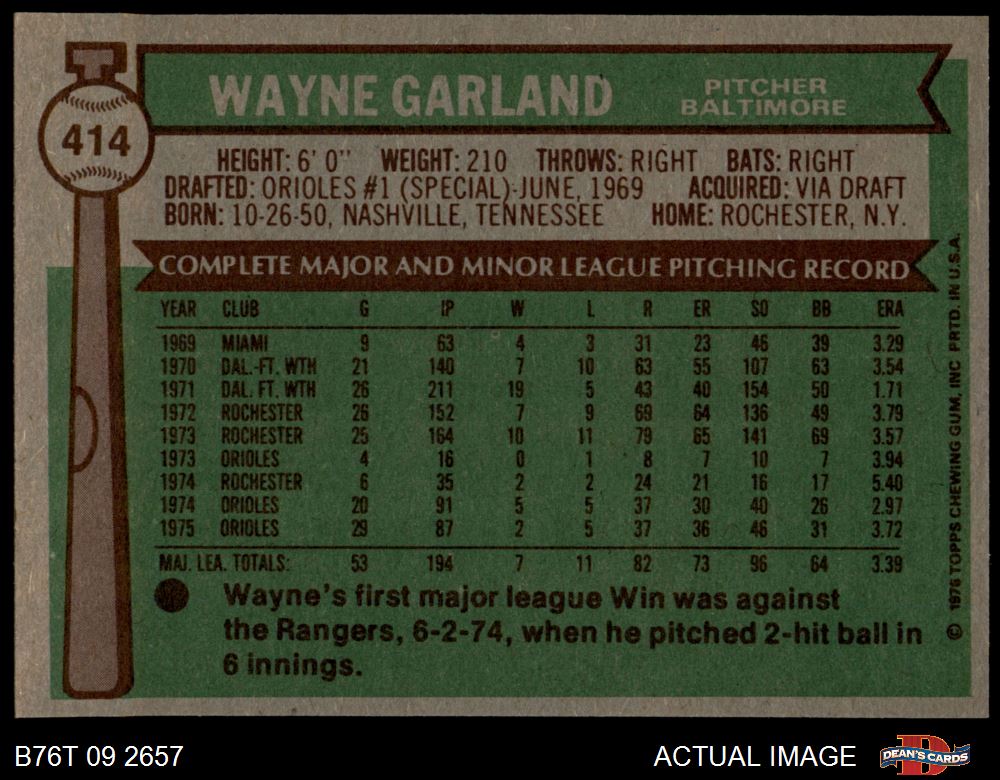 WAYNE GARLAND
PITCHER
BALTIMORE
414
HEIGHT: 6' 0" WEIGHT: 210 THROWS: RIGHT BATS: RIGHT
DRAFTED: ORIOLES #1 (SPECIAL)-JUNE, 1969 ACQUIRED: VIA DRAFT
BORN: 10-26-50, NASHVILLE, TENNESSEE HOME: ROCHESTER, N.Y.
COMPLETE MAJOR AND MINOR LEAGUE PITCHING RECORD
YEAR CLUB G IP W L R ER SO BB ERA
1969 MIAMI 9 63 4 3 31 23 46 39 3.29
1970 DAL.-FT. WTH 21 140 7 10 63 55 107 63 3.54
1971 DAL. FT. WTH 26 211 19 5 43 40 154 50 1.71
1972 ROCHESTER 26 152 7 9 69 64 136 49 3.79
1973 ROCHESTER 25 164 10 11 79 65 141 69 3.57
1973 ORIOLES 4 16 0 1 8 7 10 7 3.94
1974 ROCHESTER 6 35 2 2 24 21 16 17 5.40
1974 ORIOLES 20 91 5 5 37 30 40 26 2.97
1975 ORIOLES 29 87 2 5 37 36 46 31 3.72
MAJ. LEA. TOTALS: 53 194 7 11 82 73 96 64 3.39
Wayne's first major league Win was against
the Rangers, 6-2-74, when he pitched 2-hit ball in
6 innings.
© 1976 TOPPS CHEWING GUM, INC PRTD. IN U.S.A.
B76T 09 2657
ACTUAL IMAGE
D
DEAN'S CARDS